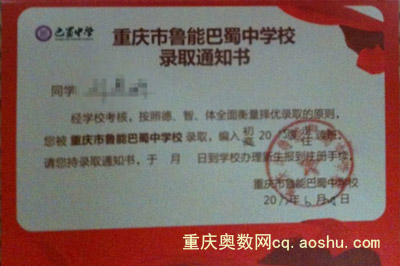 巴蜀中学
重庆市鲁能巴蜀中学校
录取通知书
同学
经学校考核,按照德、智、体全面衡量择优录取的原则,
您被 重庆市鲁能巴蜀中学校 录取,编入 初 高 20
请您持录取通知书,于 月 日到学校办理新生报到注册手续。
重庆市鲁能巴蜀中学校
20 年 月 日
重庆奥数网cq.aoshu.com